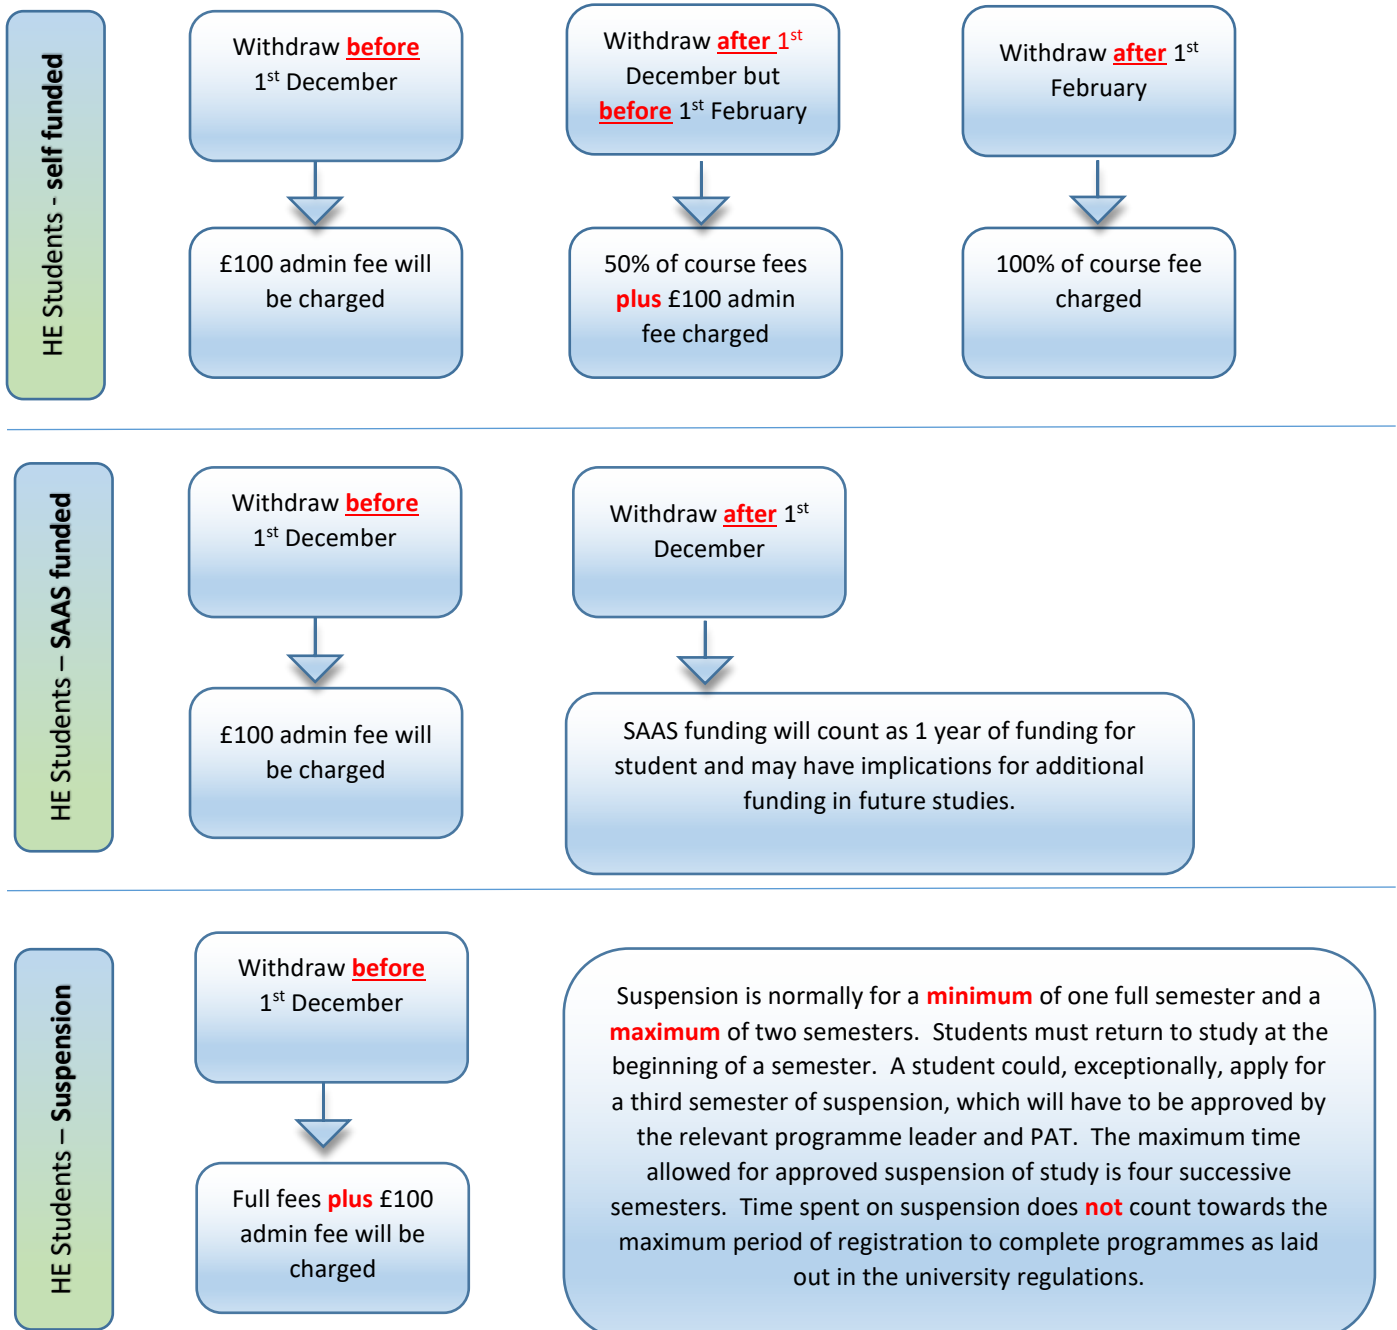 HE Students - self funded
Withdraw before
1st December
£100 admin fee will
be charged
Withdraw after 1st
December but
before 1st February
50% of course fees
plus £100 admin
fee charged
Withdraw after 1st
February
100% of course fee
charged
HE Students – SAAS funded
Withdraw before
1st December
£100 admin fee will
be charged
Withdraw after 1st
December
SAAS funding will count as 1 year of funding for
student and may have implications for additional
funding in future studies.
HE Students – Suspension
Withdraw before
1st December
Full fees plus £100
admin fee will be
charged
Suspension is normally for a minimum of one full semester and a
maximum of two semesters. Students must return to study at the
beginning of a semester. A student could, exceptionally, apply for
a third semester of suspension, which will have to be approved by
the relevant programme leader and PAT. The maximum time
allowed for approved suspension of study is four successive
semesters. Time spent on suspension does not count towards the
maximum period of registration to complete programmes as laid
out in the university regulations.